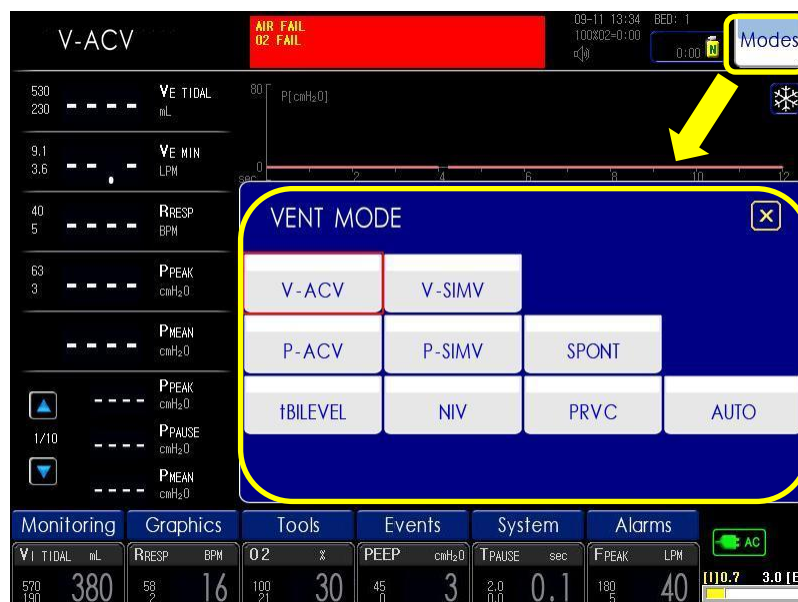 V-ACV
AIR FAIL
O2 FAIL
09-11 13:34 BED: 1
100%O2-0:00
0:00 N
Modes
530
230
---- VE TIDAL
mL
9.1
3.6
--.- VE MIN
LPM
40
5
---- RRESP
BPM
63
3
---- PPEAK
cmH2O
---- PMEAN
cmH2O
---- PPEAK
cmH2O
1/10
---- PPAUSE
cmH2O
---- PMEAN
cmH2O
80 P[cmH2O]
0
sec 2 4 6 8 10 12
VENT MODE
V-ACV V-SIMV
P-ACV P-SIMV SPONT
tBILEVEL NIV PRVC AUTO
Monitoring Graphics Tools Events System Alarms
AC
VI TIDAL mL RRESP BPM O2 % PEEP cmH2O TPAUSE sec FPEAK LPM
570 190 380 58 2 16 100 21 30 45 0 3 2.0 0.0 0.1 180 5 40
[I]0.7 3.0 [E